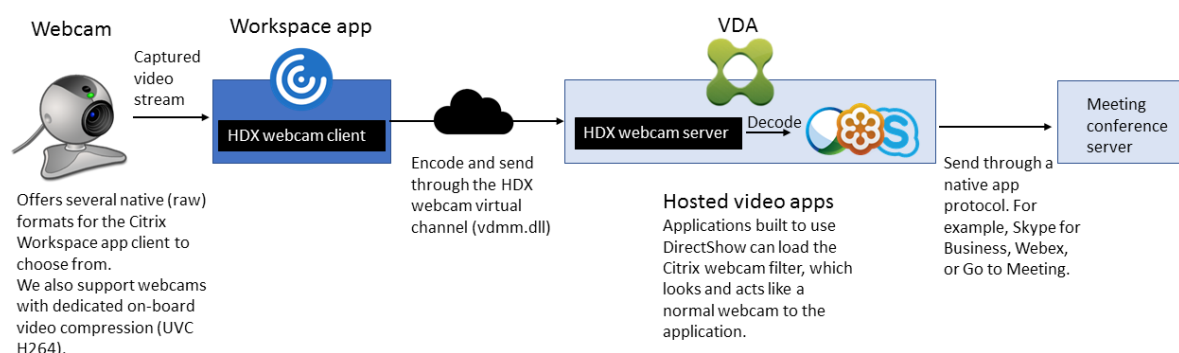 Webcam
Captured
video
stream
Offers several native (raw)
formats for the Citrix
Workspace app client to
choose from.
We also support webcams
with dedicated on-board
video compression (UVC
H264).
Workspace app
HDX webcam client
Encode and send
through the HDX
webcam virtual
channel (vdmm.dll)
VDA
HDX webcam server
Decode
S
Hosted video apps
Applications built to use
DirectShow can load the
Citrix webcam filter, which
looks and acts like a
normal webcam to the
application.
Send through a
native app
protocol. For
example, Skype for
Business, Webex,
or Go to Meeting.
Meeting
conference
server